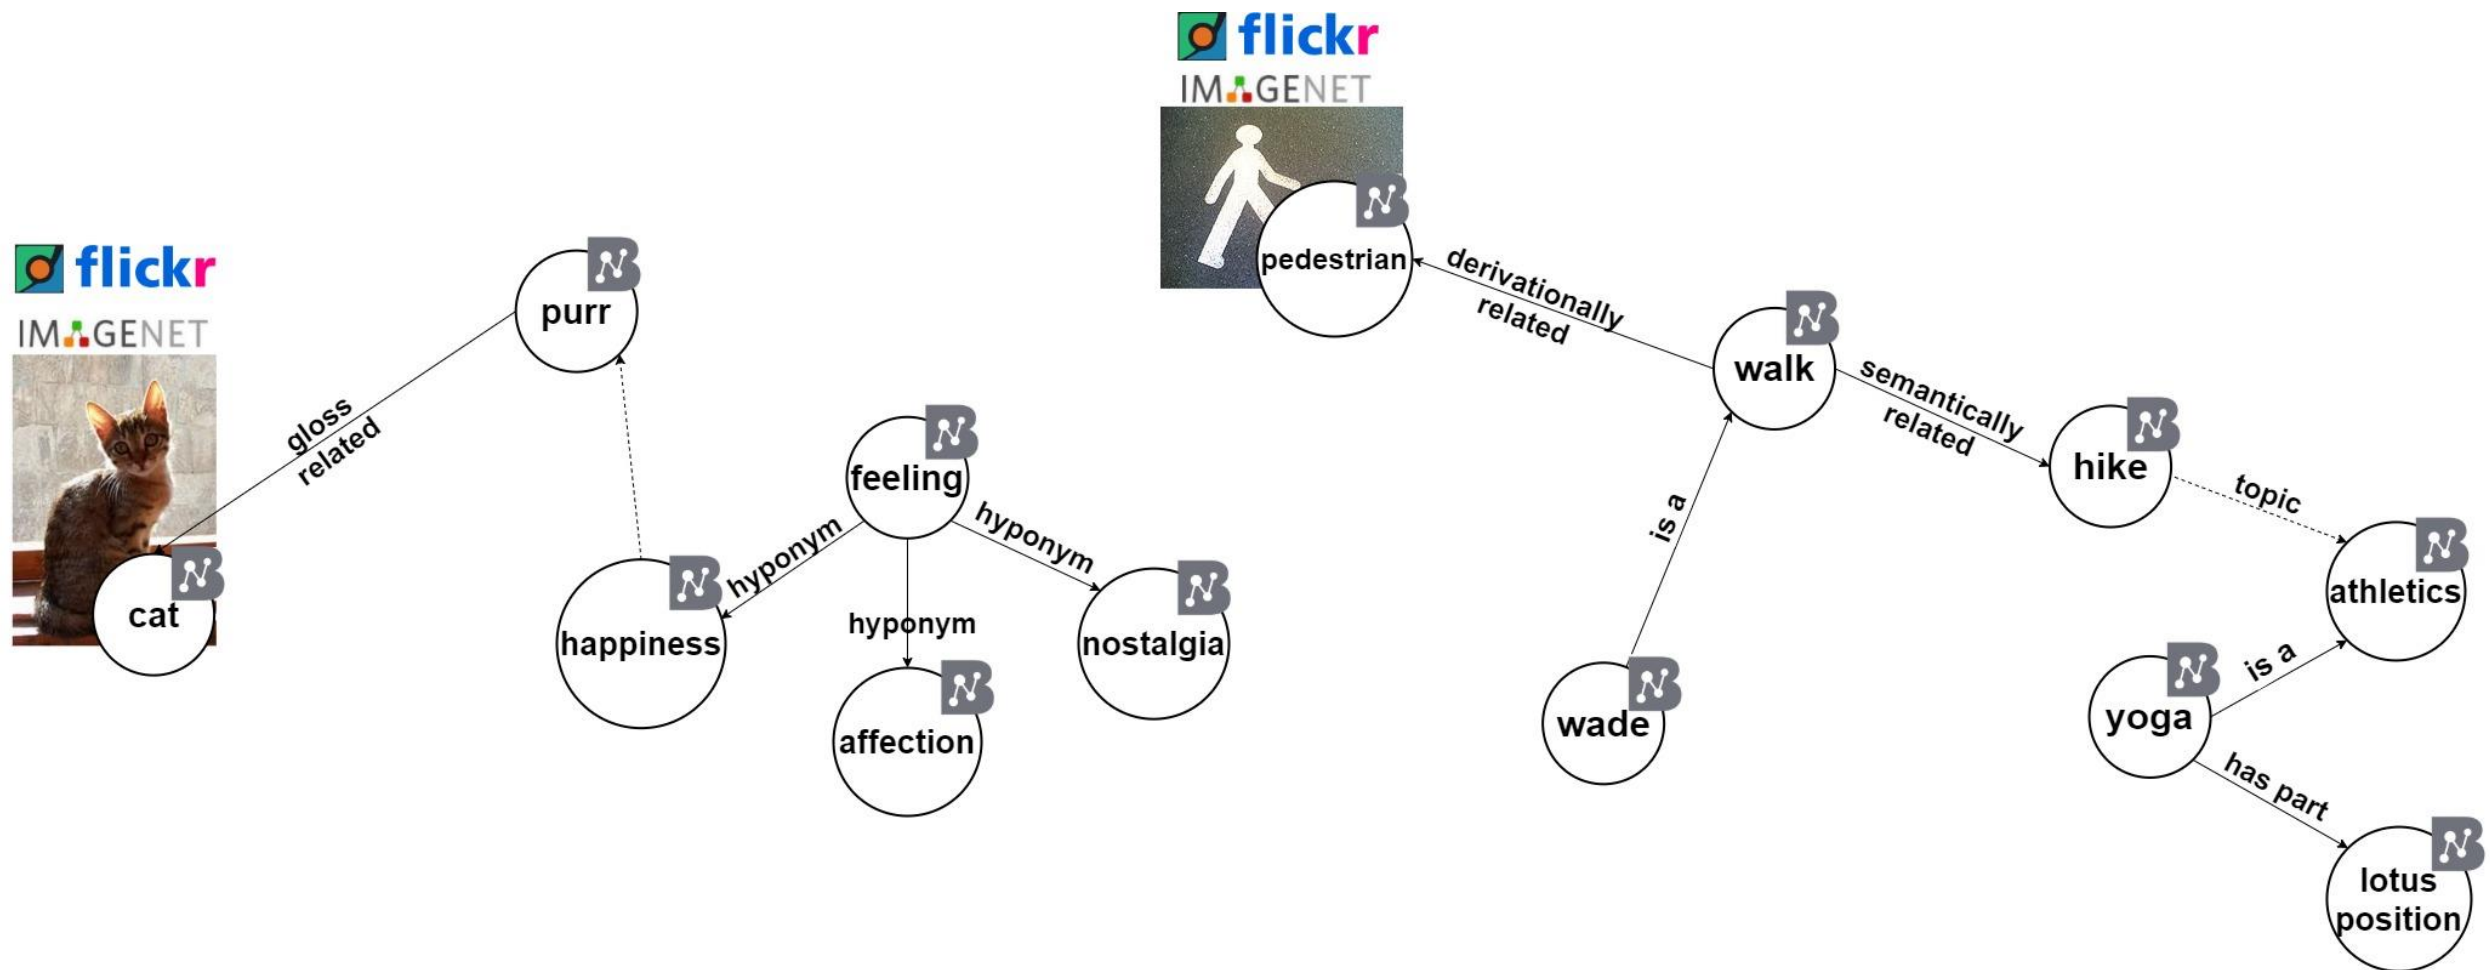 flickr
IMAGENET
pedestrian
derivationally
related
walk
semantically
related
hike
topic
athletics
is a
yoga
has part
lotus
position
is a
wade
flickr
IMAGENET
cat
gloss
related
purr
feeling
hyponym
hyponym
hyponym
happiness
affection
nostalgia